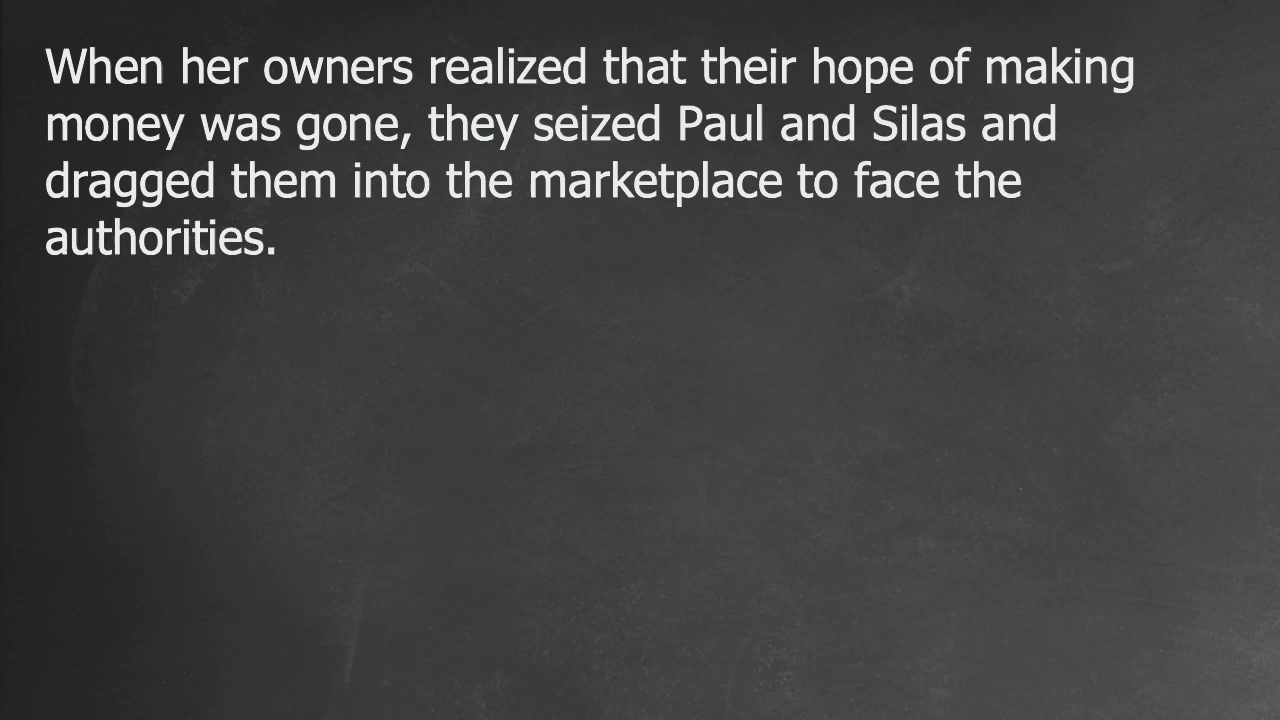 When her owners realized that their hope of making
money was gone, they seized Paul and Silas and
dragged them into the marketplace to face the
authorities.